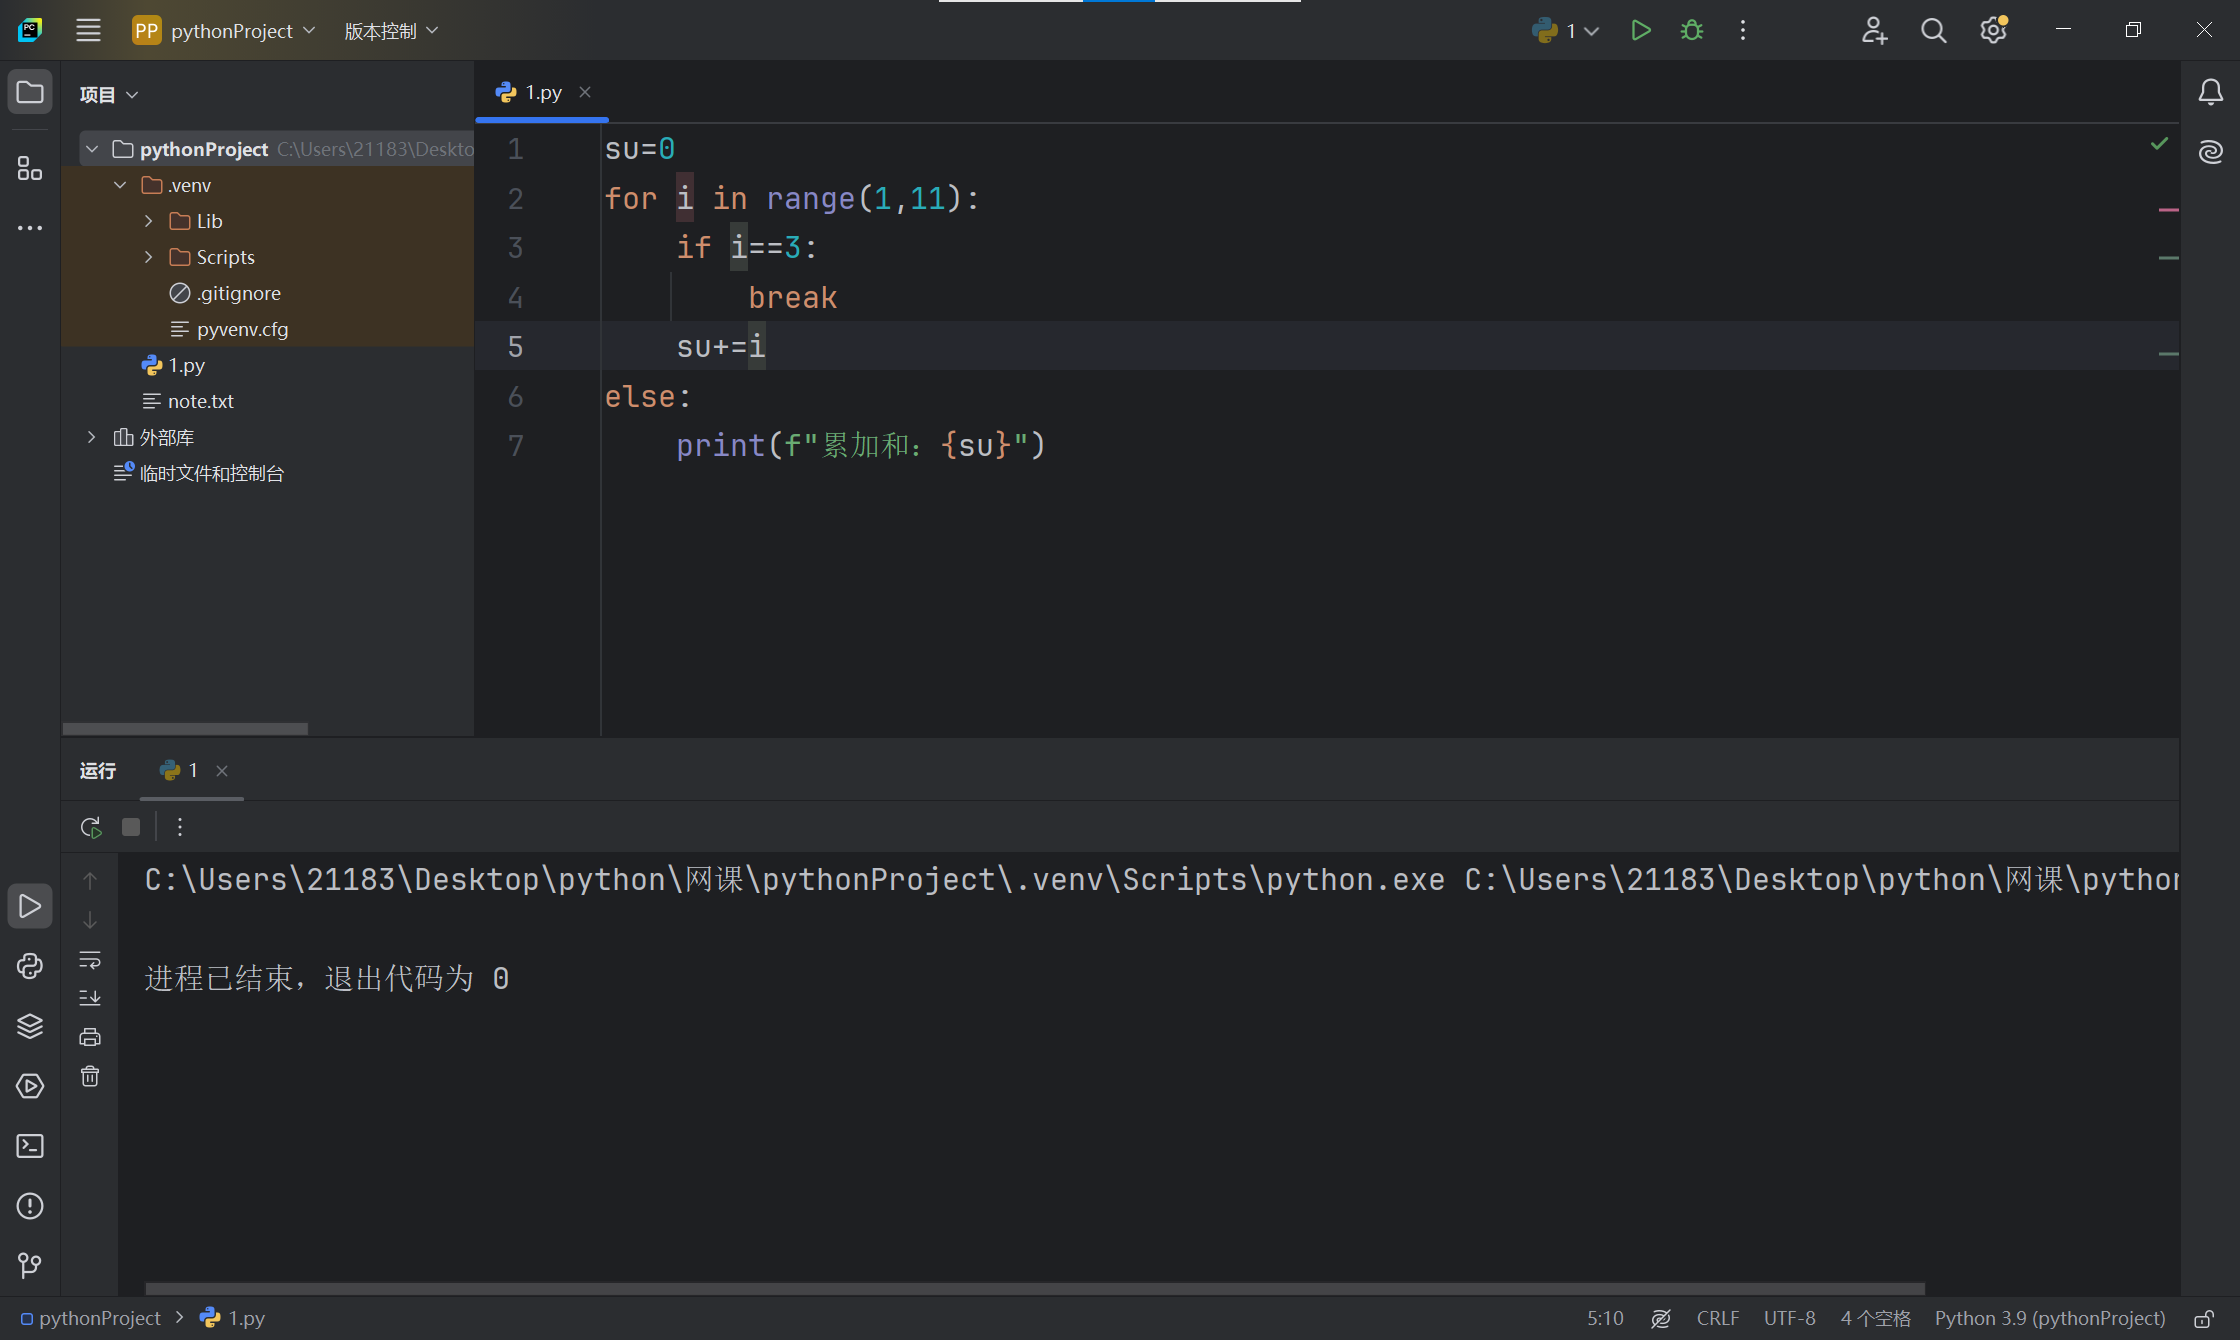 PC
PP pythonProject 版本控制 1
项目
1.py
pythonProject C:\Users\21183\Deskto
.venv
Lib
Scripts
.gitignore
pyvenv.cfg
1.py
note.txt
外部库
临时文件和控制台
1 su=0
2 for i in range(1,11):
3 if i==3:
4 break
5 su+=i
6 else:
7 print(f"累加和：{su}")
运行 1
C:\Users\21183\Desktop\python\网课\pythonProject\.venv\Scripts\python.exe C:\Users\21183\Desktop\python\网课\python
进程已结束，退出代码为 0
pythonProject > 1.py 5:10 CRLF UTF-8 4 个空格 Python 3.9 (pythonProject)